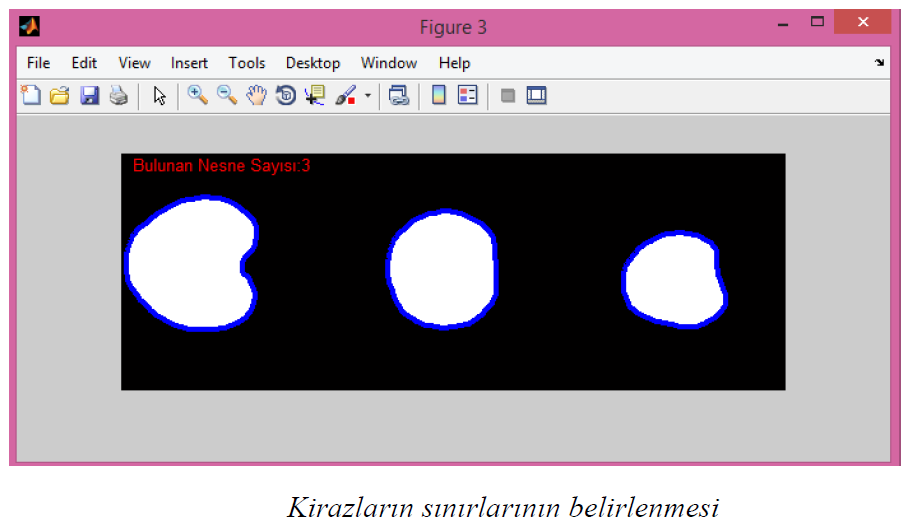 Figure 3
File Edit View Insert Tools Desktop Window Help
Bulunan Nesne Sayısı:3
Kirazların sınırlarının belirlenmesi